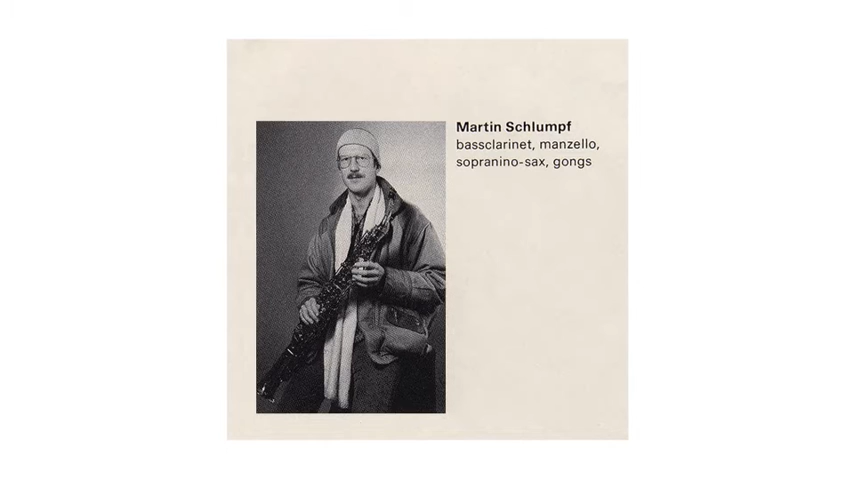 Martin Schlumpf
bassclarinet, manzello,
sopranino-sax, gongs